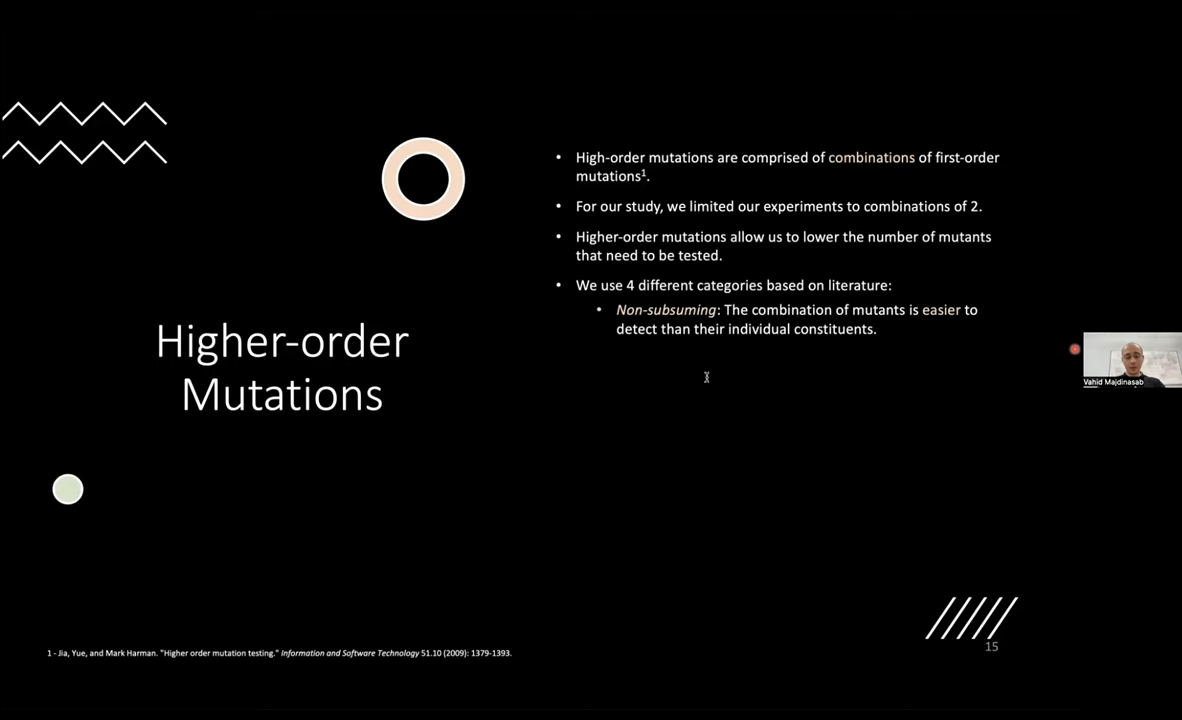 Higher-order
Mutations
• High-order mutations are comprised of combinations of first-order
mutations¹.
• For our study, we limited our experiments to combinations of 2.
• Higher-order mutations allow us to lower the number of mutants
that need to be tested.
• We use 4 different categories based on literature:
• Non-subsuming: The combination of mutants is easier to
detect than their individual constituents.
Vahid Majdinasab
15
1 - Jia, Yue, and Mark Harman. "Higher order mutation testing." Information and Software Technology 51.10 (2009): 1379-1393.